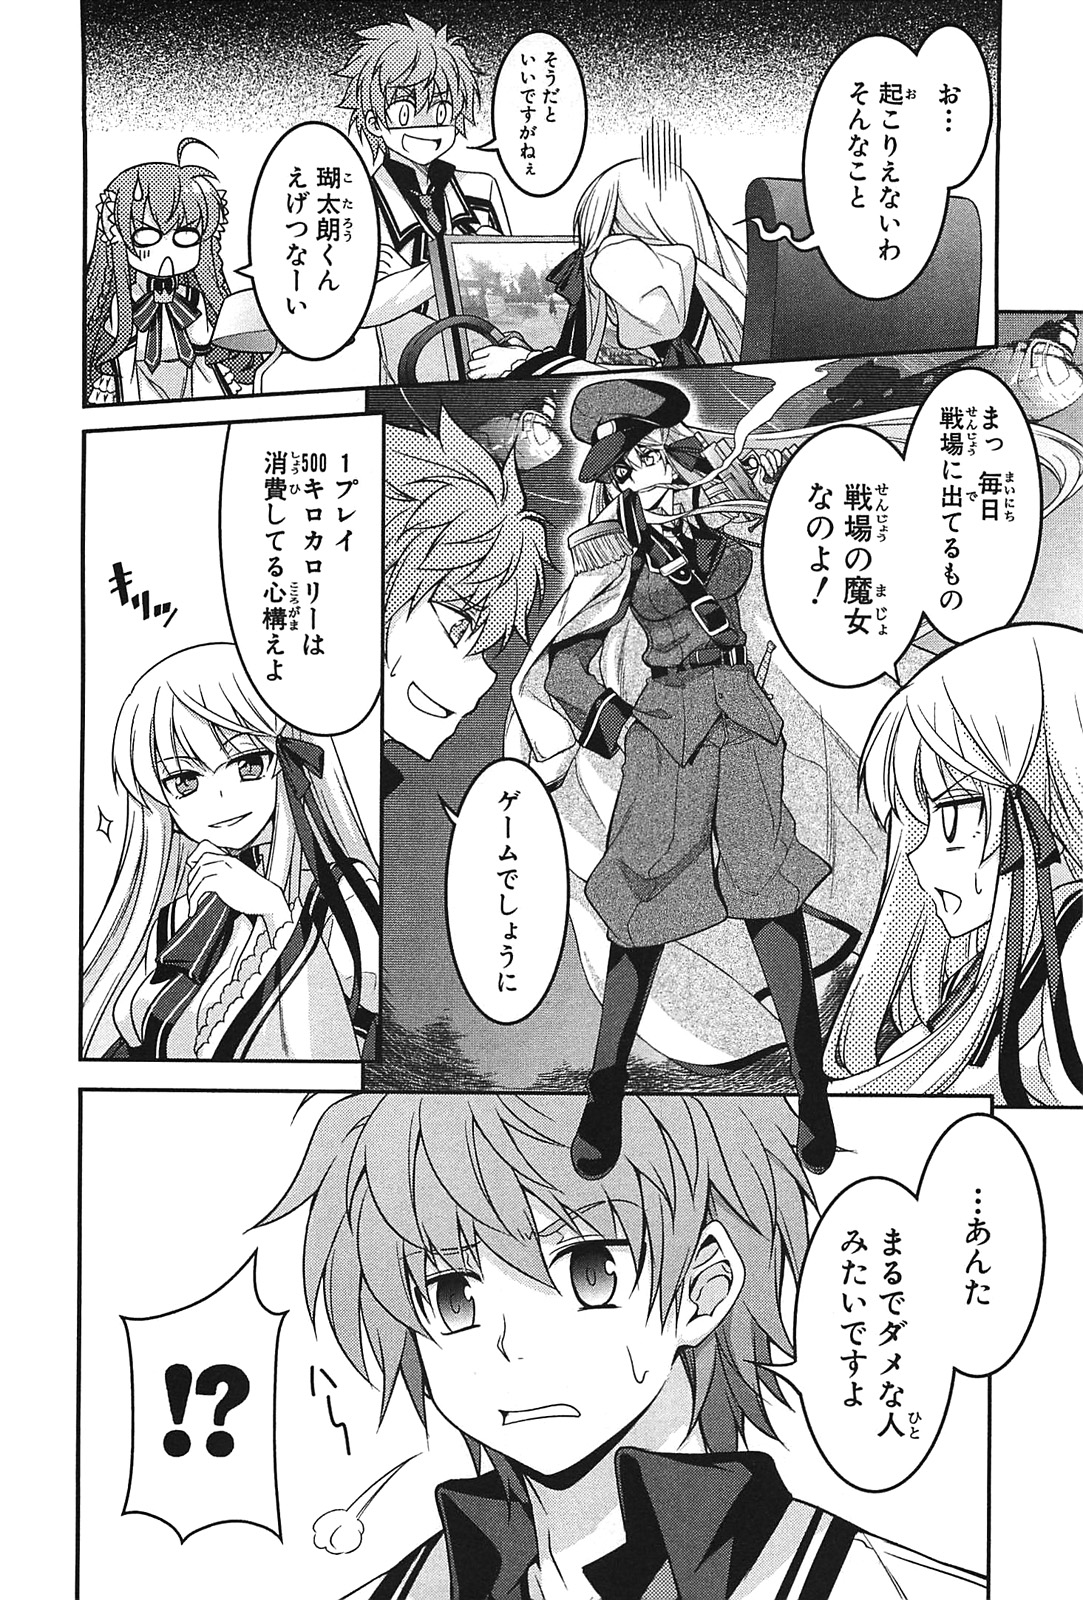 お…
起こりえないわ
そんなこと
そうだと
いいですがねぇ
瑚太朗くん
えげつなーい
まっ 毎日
戦場に出てるもの
戦場の魔女
なのよ!
ゲームでしょうに
1プレイ
500キロカロリーは
消費してる心構えよ
キリッ
…あんた
まるでダメな人
みたいですよ
ハーッ
!?